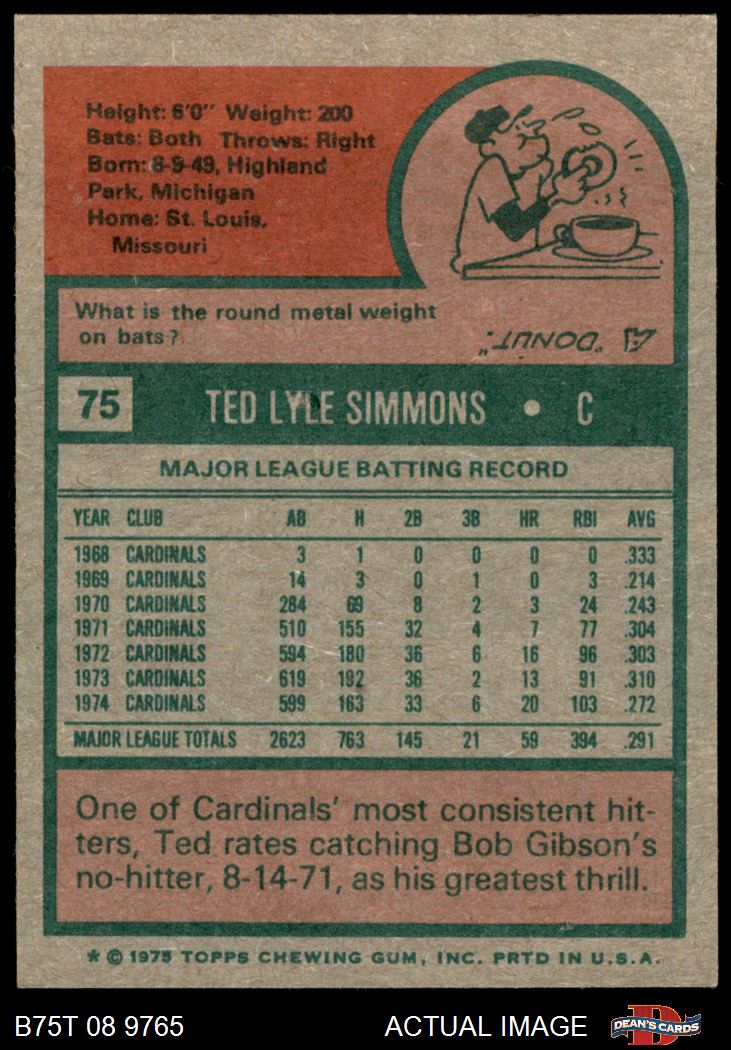 Height: 6'0" Weight: 200
Bats: Both Throws: Right
Born: 8-9-49, Highland
Park, Michigan
Home: St. Louis,
Missouri
What is the round metal weight
on bats?
A "DONUT."
75 TED LYLE SIMMONS • C
MAJOR LEAGUE BATTING RECORD
YEAR CLUB AB H 2B 3B HR RBI AVG
1968 CARDINALS 3 1 0 0 0 0 .333
1969 CARDINALS 14 3 0 1 0 3 .214
1970 CARDINALS 284 69 8 2 3 24 .243
1971 CARDINALS 510 155 32 4 7 77 .304
1972 CARDINALS 594 180 36 6 16 96 .303
1973 CARDINALS 619 192 36 2 13 91 .310
1974 CARDINALS 599 163 33 6 20 103 .272
MAJOR LEAGUE TOTALS 2623 763 145 21 59 394 .291
One of Cardinals' most consistent hit-
ters, Ted rates catching Bob Gibson's
no-hitter, 8-14-71, as his greatest thrill.
* © 1975 TOPPS CHEWING GUM, INC. PRTD IN U.S.A.
B75T 08 9765 ACTUAL IMAGE
D
DEAN'S CARDS